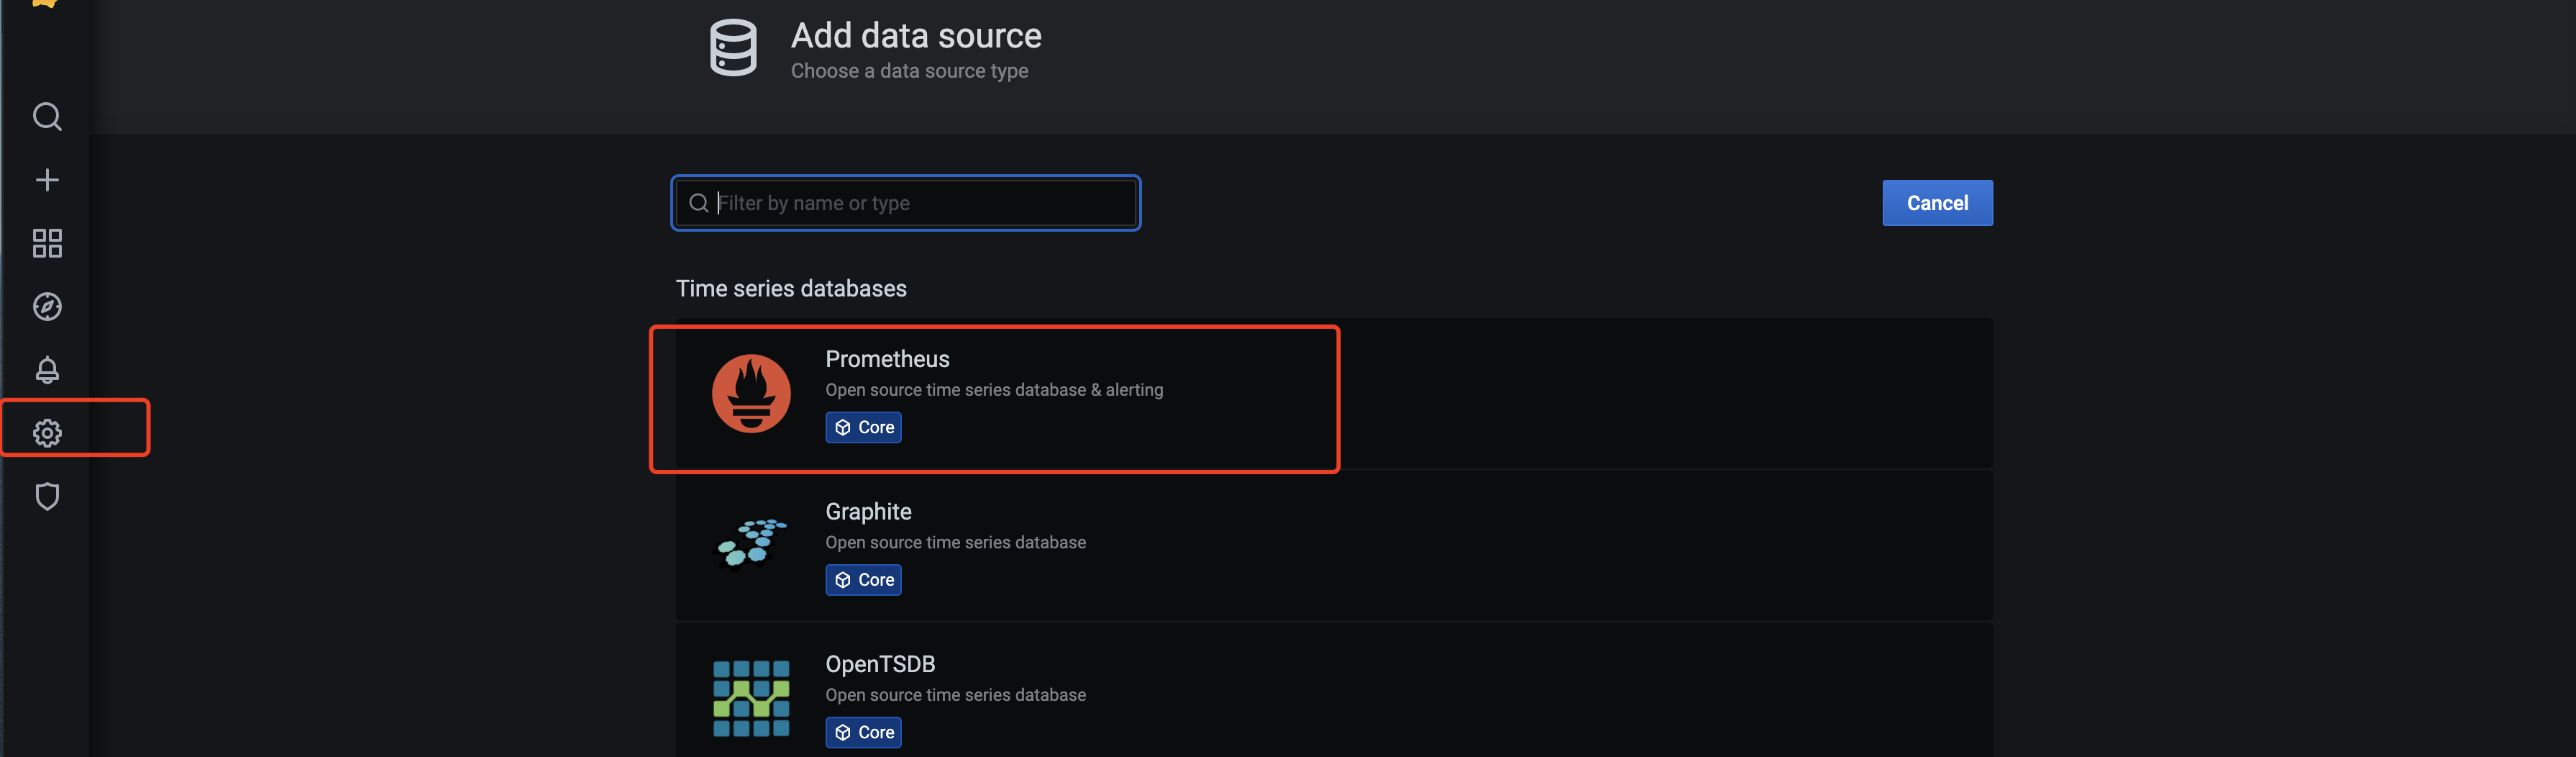 Add data source
Choose a data source type
Filter by name or type
Cancel
Time series databases
Prometheus
Open source time series database & alerting
Core
Graphite
Open source time series database
Core
OpenTSDB
Open source time series database
Core